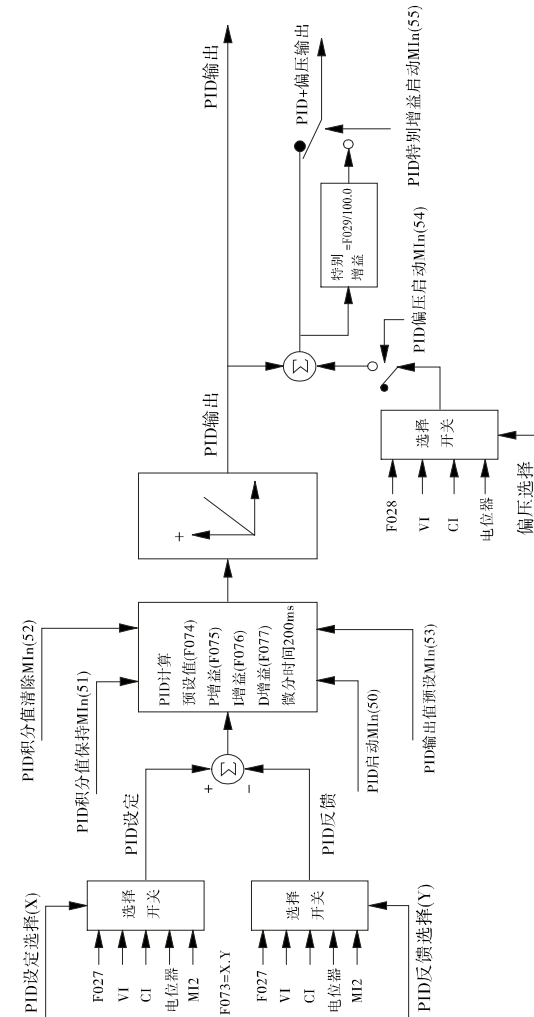 PID设定选择(X)
F027
VI
CI
电位器
MI2
选择
开关
F073=X.Y
F027
VI
CI
电位器
MI2
选择
开关
PID反馈选择(Y)
PID设定
PID反馈
+
Σ
−
PID积分值清除MIn(52)
PID积分值保持MIn(51)
PID计算
预设值(F074)
P增益(F075)
I增益(F076)
D增益(F077)
微分时间200ms
PID启动MIn(50)
PID输出值预设MIn(53)
+
PID输出
PID输出
Σ
F028
VI
CI
电位器
选择
开关
偏压选择
PID偏压启动MIn(54)
特别
增益
=F029/100.0
PID+偏压输出
PID特别增益启动MIn(55)